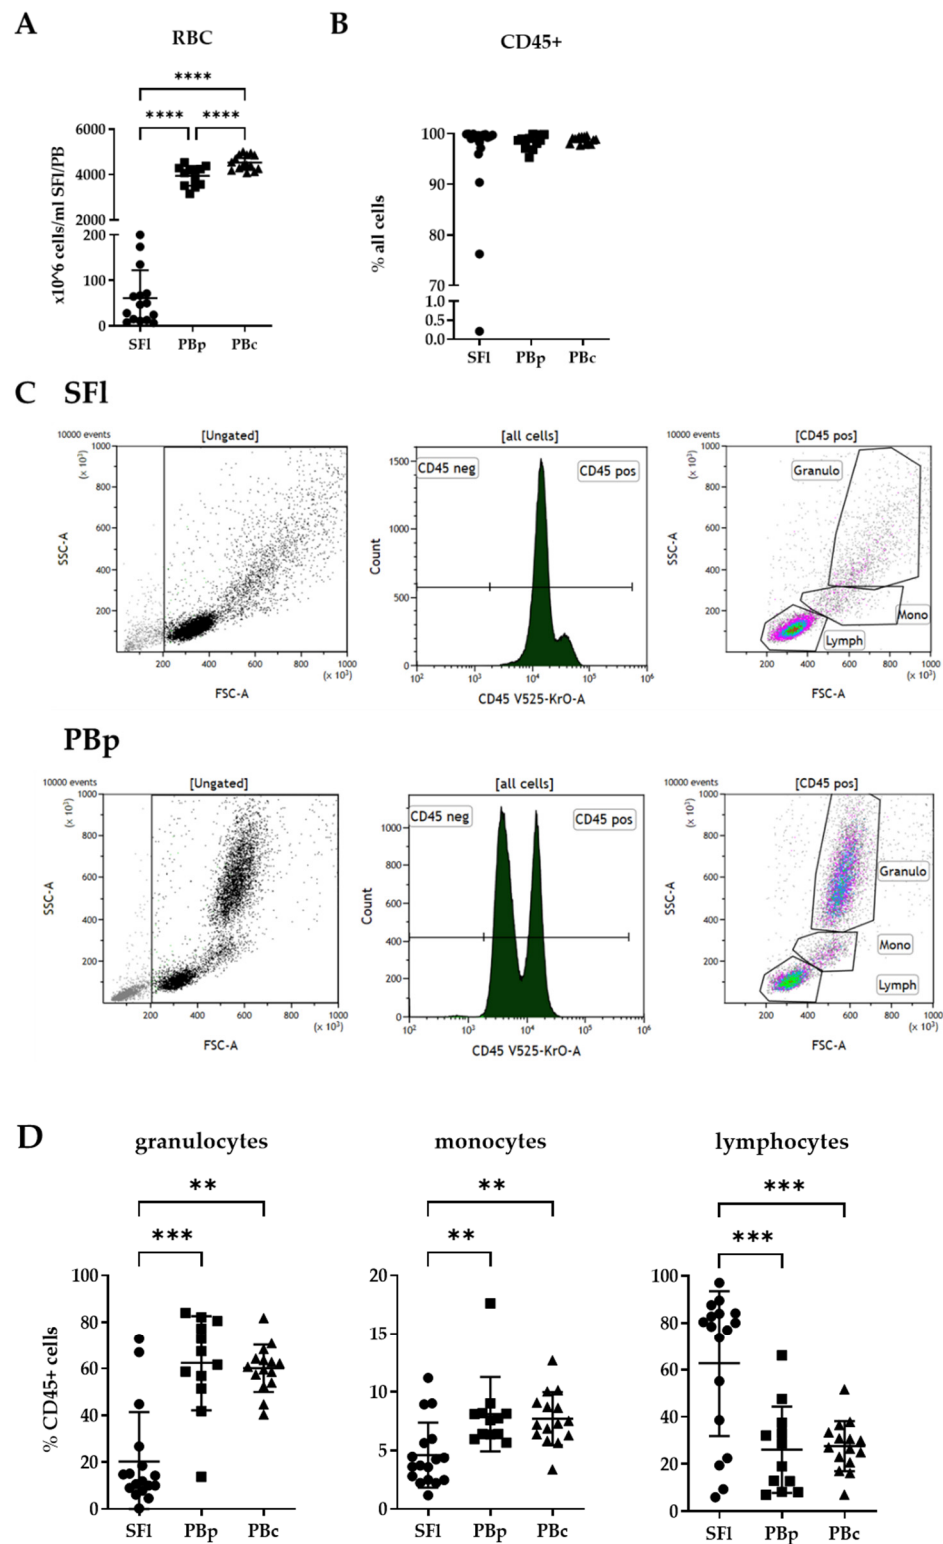 A
RBC
****
**** ****
x10^6 cells/ml SFl/PB
6000
4000
2000
200
100
0
SFl PBp PBc
B
CD45+
% all cells
100
90
80
70
1.0
0.5
0.0
SFl PBp PBc
C SFl
10000 events
[Ungated]
(x 10³)
SSC-A
1000
800
600
400
200
200 400 600 800 1000
(x 10³)
FSC-A
[all cells]
CD45 neg CD45 pos
Count
1500
1000
500
0
10² 10³ 10⁴ 10⁵ 10⁶
CD45 V525-KrO-A
10000 events
[CD45 pos]
(x 10³)
SSC-A
1000
800
600
400
200
Granulo
Mono
Lymph
200 400 600 800 1000
(x 10³)
FSC-A
PBp
10000 events
[Ungated]
(x 10³)
SSC-A
1000
800
600
400
200
200 400 600 800 1000
(x 10³)
FSC-A
[all cells]
CD45 neg CD45 pos
Count
1000
800
600
400
200
0
10² 10³ 10⁴ 10⁵ 10⁶
CD45 V525-KrO-A
10000 events
[CD45 pos]
(x 10³)
SSC-A
1000
800
600
400
200
Granulo
Mono
Lymph
200 400 600 800 1000
(x 10³)
FSC-A
D
granulocytes
**
***
% CD45+ cells
100
80
60
40
20
0
SFl PBp PBc
monocytes
**
**
20
15
10
5
0
SFl PBp PBc
lymphocytes
***
***
100
80
60
40
20
0
SFl PBp PBc